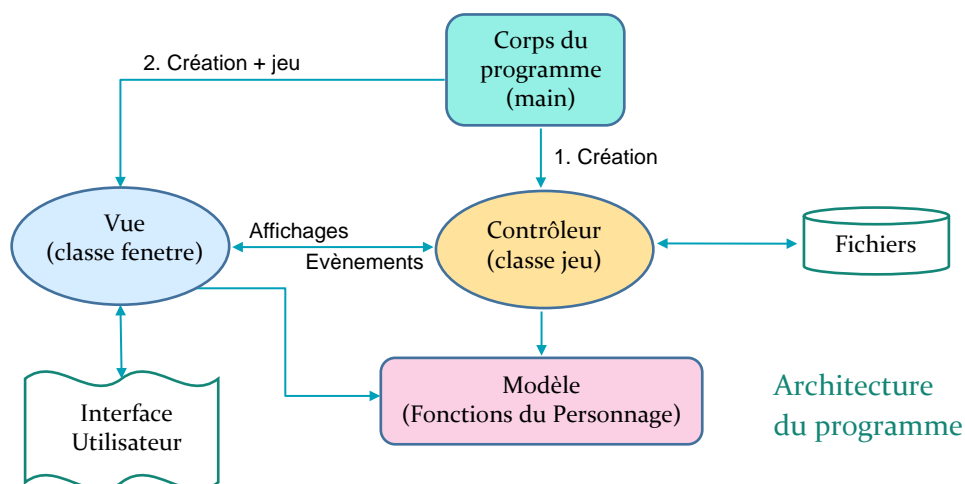 Corps du
programme
(main)
2. Création + jeu
1. Création
Vue
(classe fenetre)
Affichages
Evènements
Contrôleur
(classe jeu)
Fichiers
Modèle
(Fonctions du Personnage)
Interface
Utilisateur
Architecture
du programme